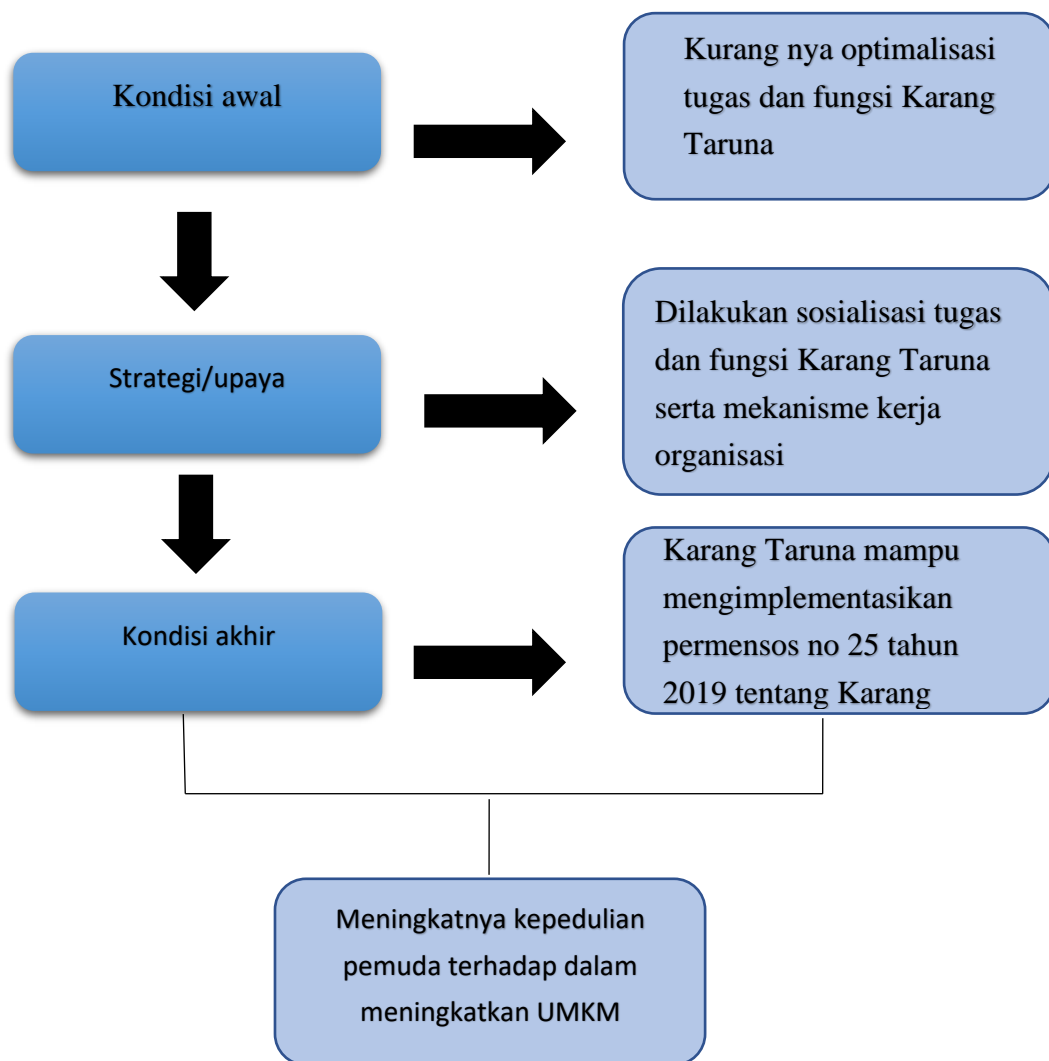 Kondisi awal
Kurang nya optimalisasi
tugas dan fungsi Karang
Taruna
Strategi/upaya
Dilakukan sosialisasi tugas
dan fungsi Karang Taruna
serta mekanisme kerja
organisasi
Kondisi akhir
Karang Taruna mampu
mengimplementasikan
permensos no 25 tahun
2019 tentang Karang
Meningkatnya kepedulian
pemuda terhadap dalam
meningkatkan UMKM